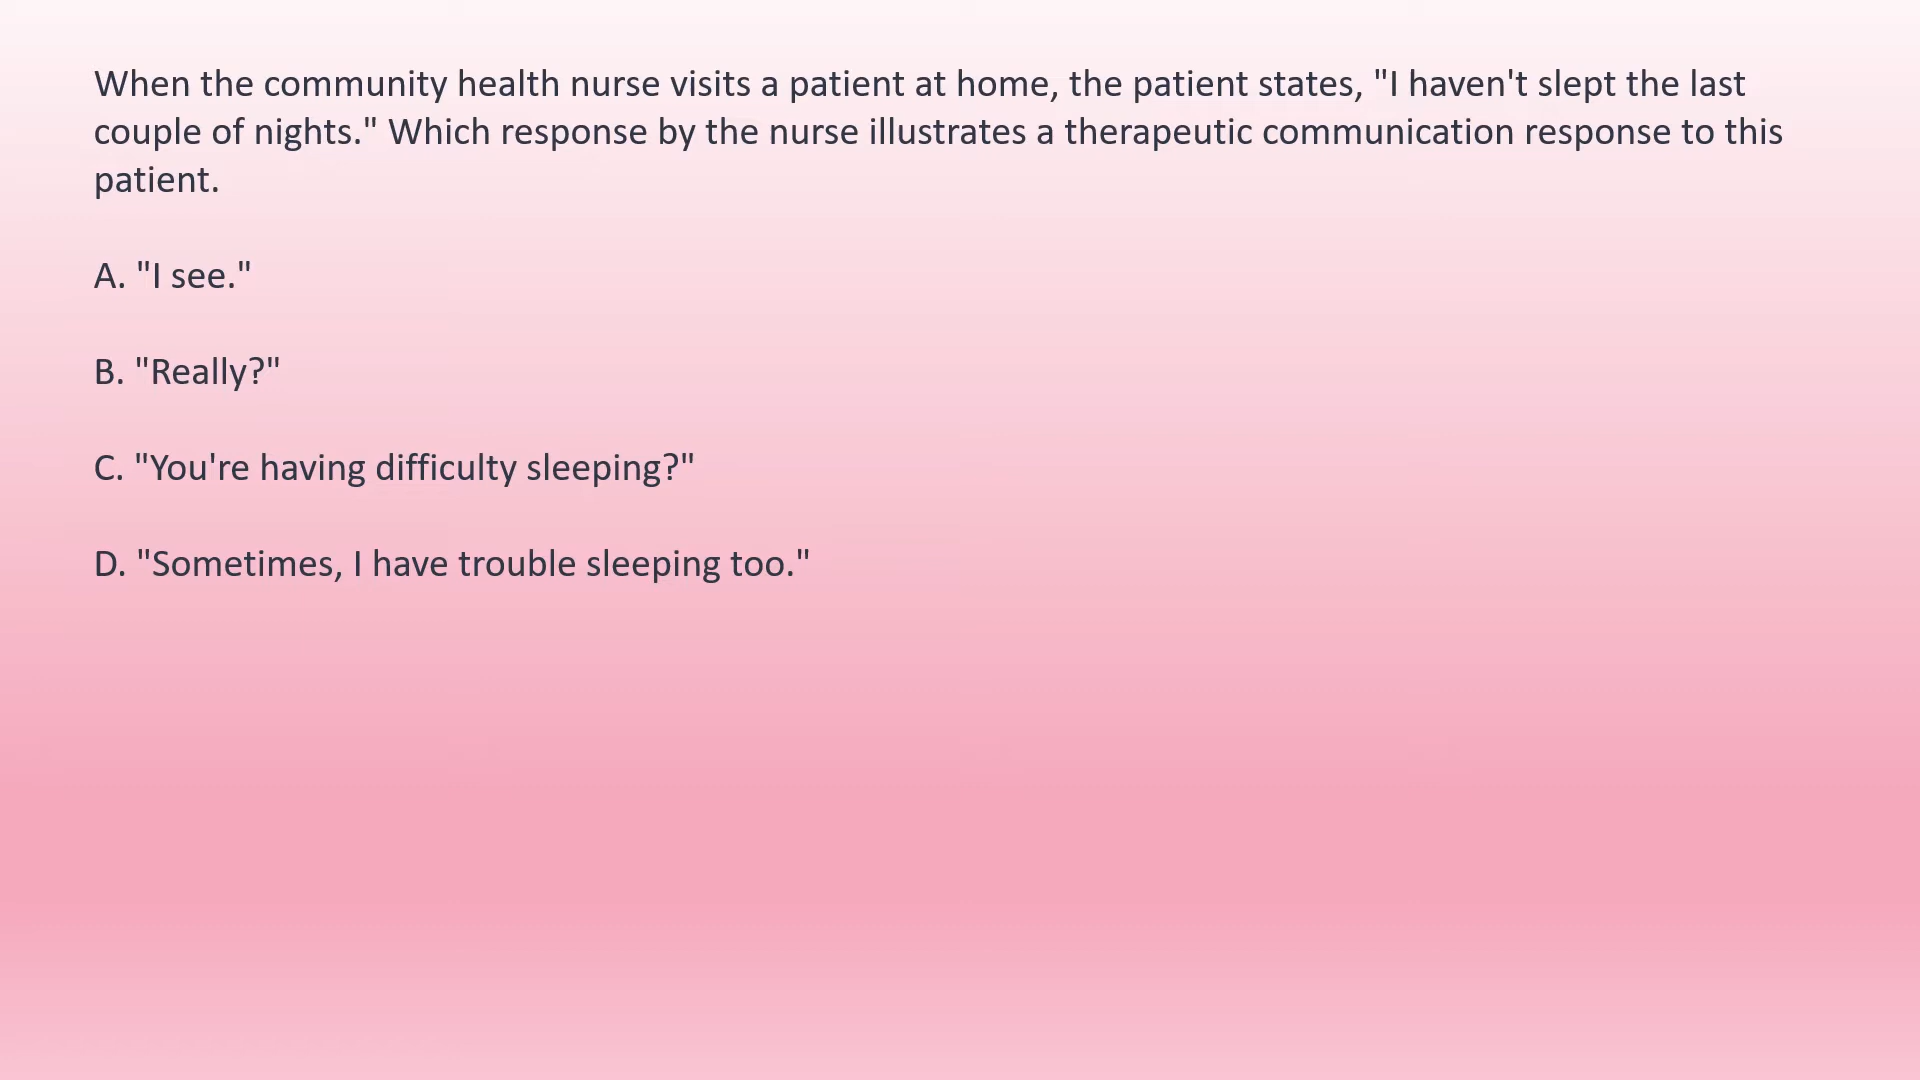 When the community health nurse visits a patient at home, the patient states, "I haven't slept the last
couple of nights." Which response by the nurse illustrates a therapeutic communication response to this
patient.
A. "I see."
B. "Really?"
C. "You're having difficulty sleeping?"
D. "Sometimes, I have trouble sleeping too."